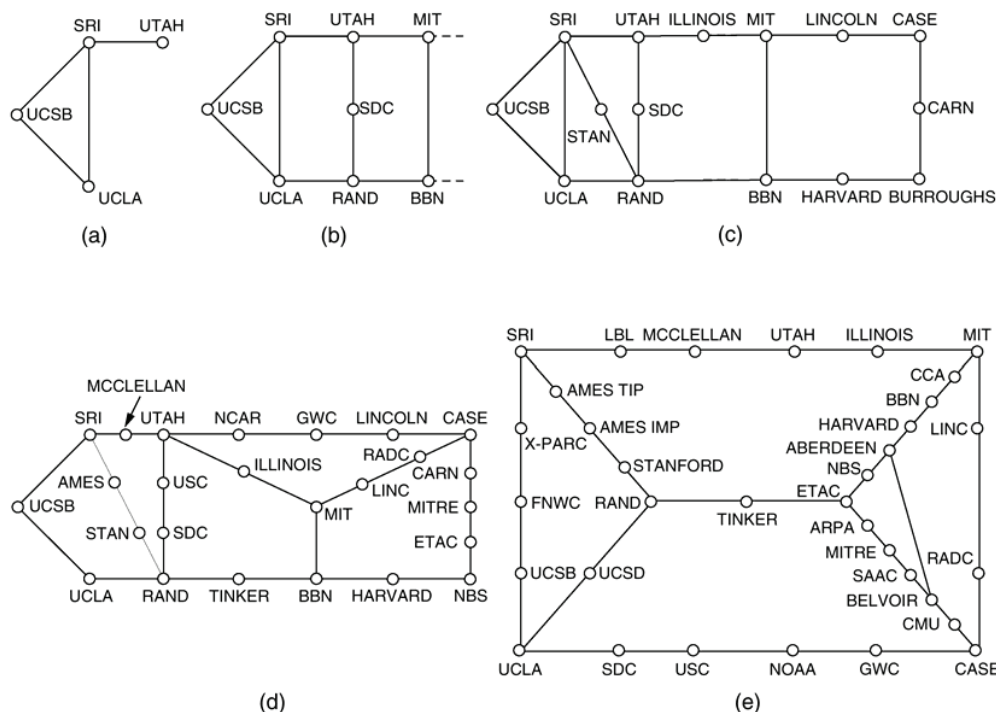 SRI UTAH
UCSB
UCLA
(a)
SRI UTAH MIT
UCSB SDC
UCLA RAND BBN
(b)
SRI UTAH ILLINOIS MIT LINCOLN CASE
UCSB SDC CARN
STAN
UCLA RAND BBN HARVARD BURROUGHS
(c)
MCCLELLAN
SRI UTAH NCAR GWC LINCOLN CASE
RADC
ILLINOIS CARN
AMES USC LINC
UCSB MIT MITRE
STAN SDC ETAC
UCLA RAND TINKER BBN HARVARD NBS
(d)
SRI LBL MCCLELLAN UTAH ILLINOIS MIT
CCA
AMES TIP
BBN
AMES IMP HARVARD LINC
X-PARC ABERDEEN
STANFORD NBS
FNWC RAND ETAC
TINKER
ARPA
MITRE
UCSB UCSD SAAC RADC
BELVOIR
CMU
UCLA SDC USC NOAA GWC CASE
(e)